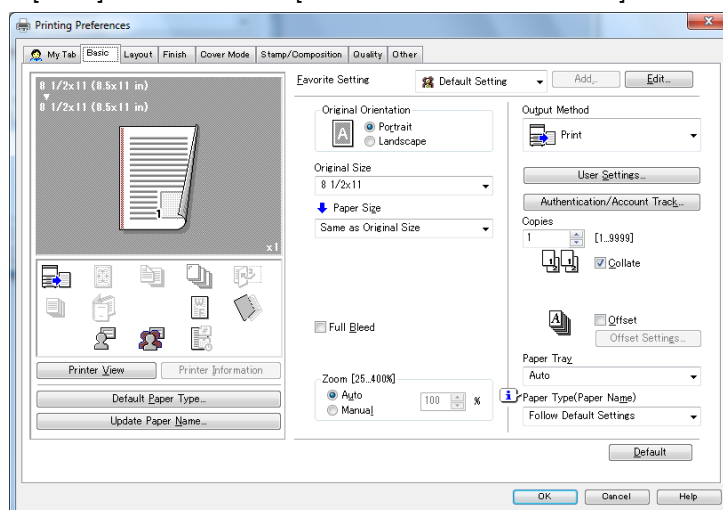 Printing Preferences
My Tab Basic Layout Finish Cover Mode Stamp/Composition Quality Other
8 1/2x11 (8.5x11 in)
8 1/2x11 (8.5x11 in)
1
x1
Printer View Printer Information
Default Paper Type...
Update Paper Name...
Favorite Setting Default Setting Add... Edit...
Original Orientation
A Portrait
Landscape
Original Size
8 1/2x11
Paper Size
Same as Original Size
Full Bleed
Zoom [25..400%]
Auto
Manual
100 %
Output Method
Print
User Settings...
Authentication/Account Track...
Copies
1 [1..9999]
Collate
Offset
Offset Settings...
Paper Tray
Auto
Paper Type(Paper Name)
Follow Default Settings
Default
OK Cancel Help